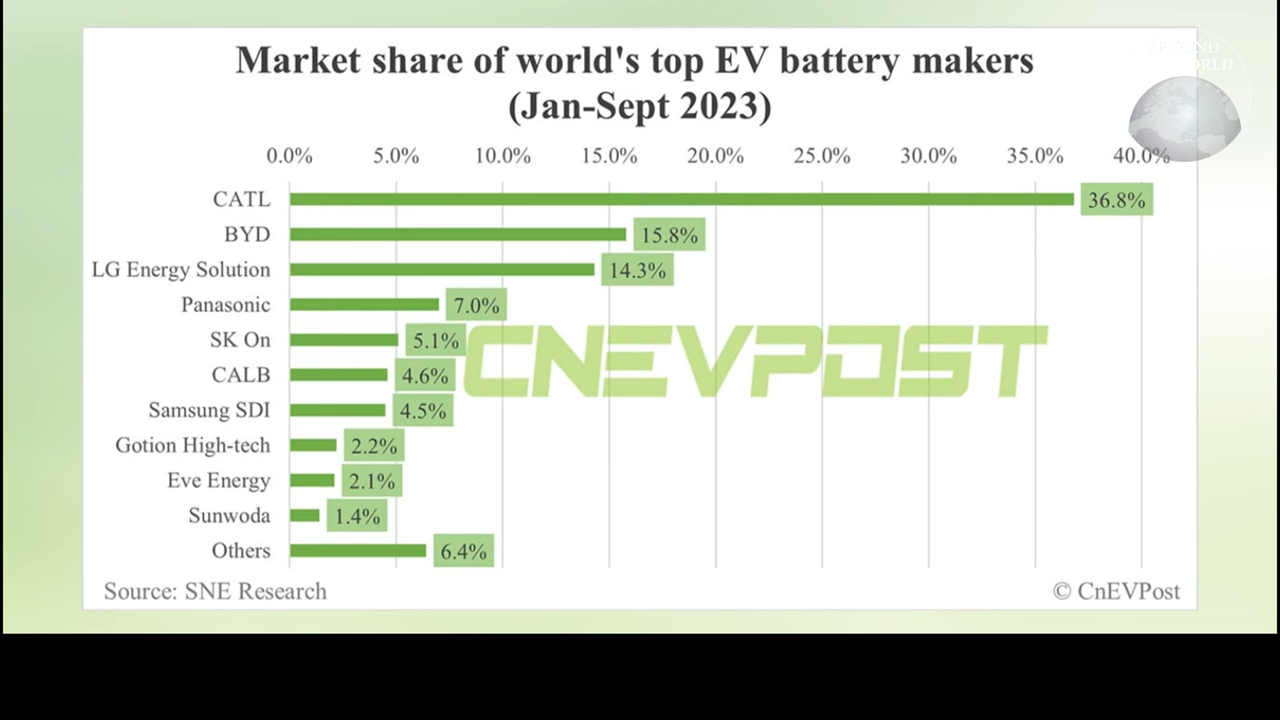 Market share of world's top EV battery makers
(Jan-Sept 2023)
0.0% 5.0% 10.0% 15.0% 20.0% 25.0% 30.0% 35.0% 40.0%
CATL 36.8%
BYD 15.8%
LG Energy Solution 14.3%
Panasonic 7.0%
SK On 5.1%
CALB 4.6%
Samsung SDI 4.5%
Gotion High-tech 2.2%
Eve Energy 2.1%
Sunwoda 1.4%
Others 6.4%
CNEVPOST
Source: SNE Research © CnEVPost